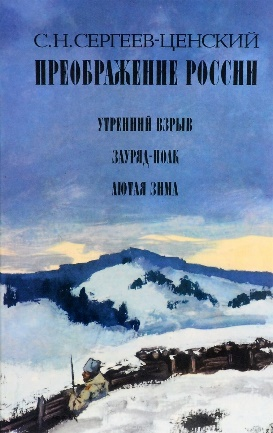 С.Н.СЕРГЕЕВ-ЦЕНСКИЙ
ПРЕОБРАЖЕНИЕ РОССИИ
УТРЕННИЙ ВЗРЫВ
ЗАУРЯД-ПОЛК
ЛЮТАЯ ЗИМА